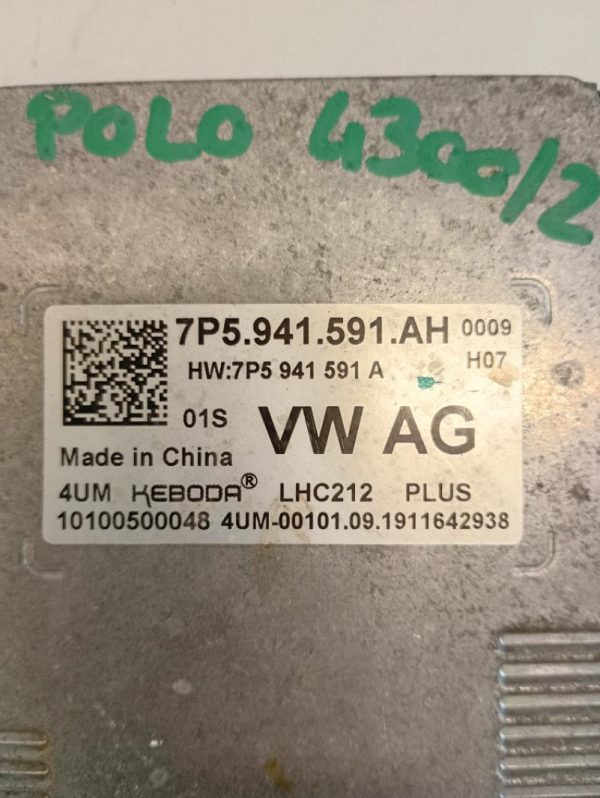 POLO 4300/2
7P5.941.591.AH 0009
HW:7P5 941 591 A H07
01S VW AG
Made in China
4UM KEBODA® LHC212 PLUS
10100500048 4UM-00101.09.1911642938